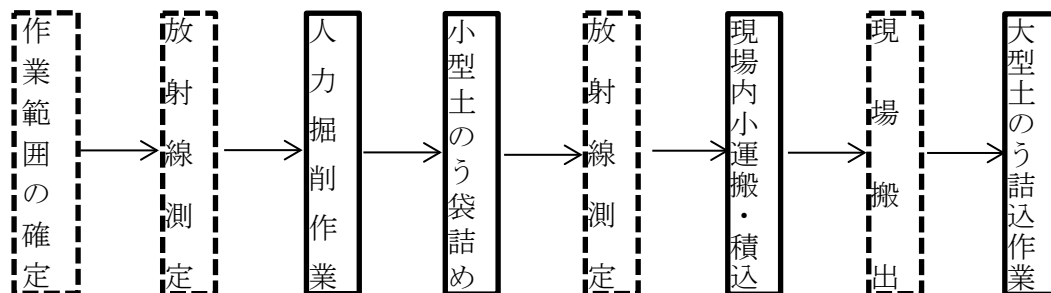 作業範囲の確定
放射線測定
人力掘削作業
小型土のう袋詰め
放射線測定
現場内小運搬・積込
現場搬出
大型土のう詰込作業